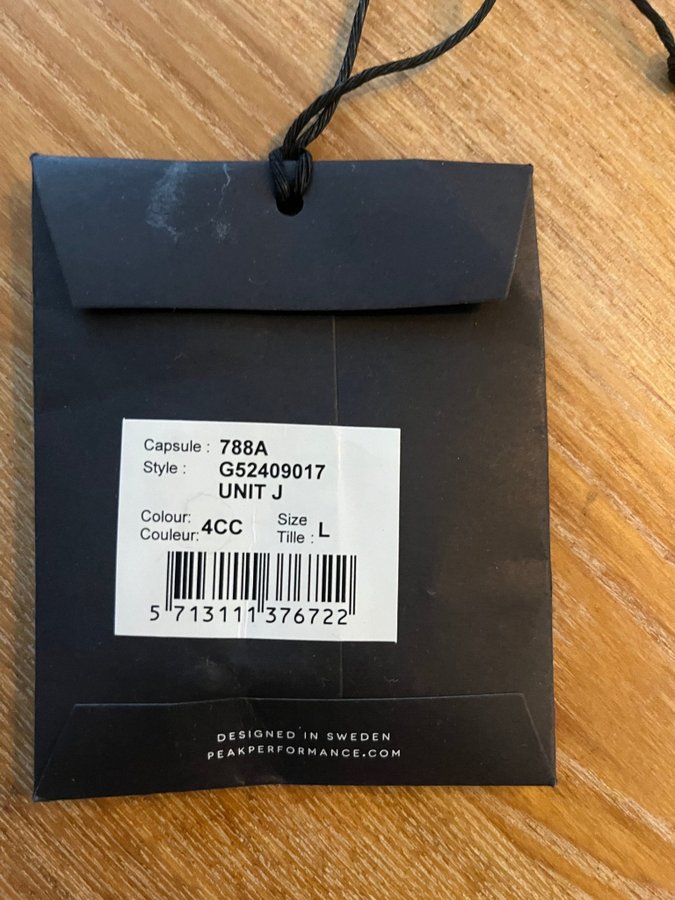 Capsule : 788A
Style : G52409017
UNIT J
Colour: Size
Couleur: 4CC Tille : L
5 713111 376722
DESIGNED IN SWEDEN
PEAKPERFORMANCE.COM